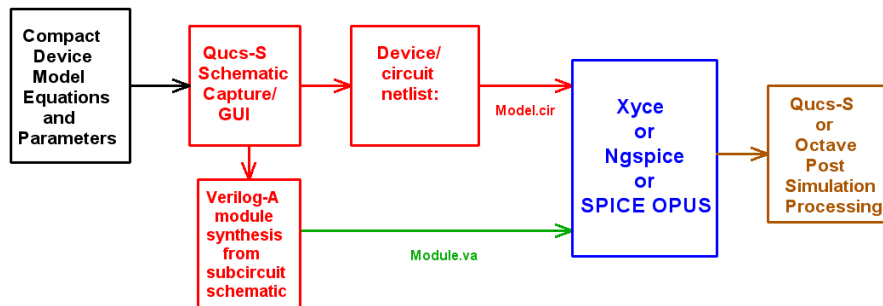 Compact
Device
Model
Equations
and
Parameters
Qucs-S
Schematic
Capture/
GUI
Device/
circuit
netlist:
Model.cir
Xyce
or
Ngspice
or
SPICE OPUS
Qucs-S
or
Octave
Post
Simulation
Processing
Verilog-A
module
synthesis
from
subcircuit
schematic
Module.va